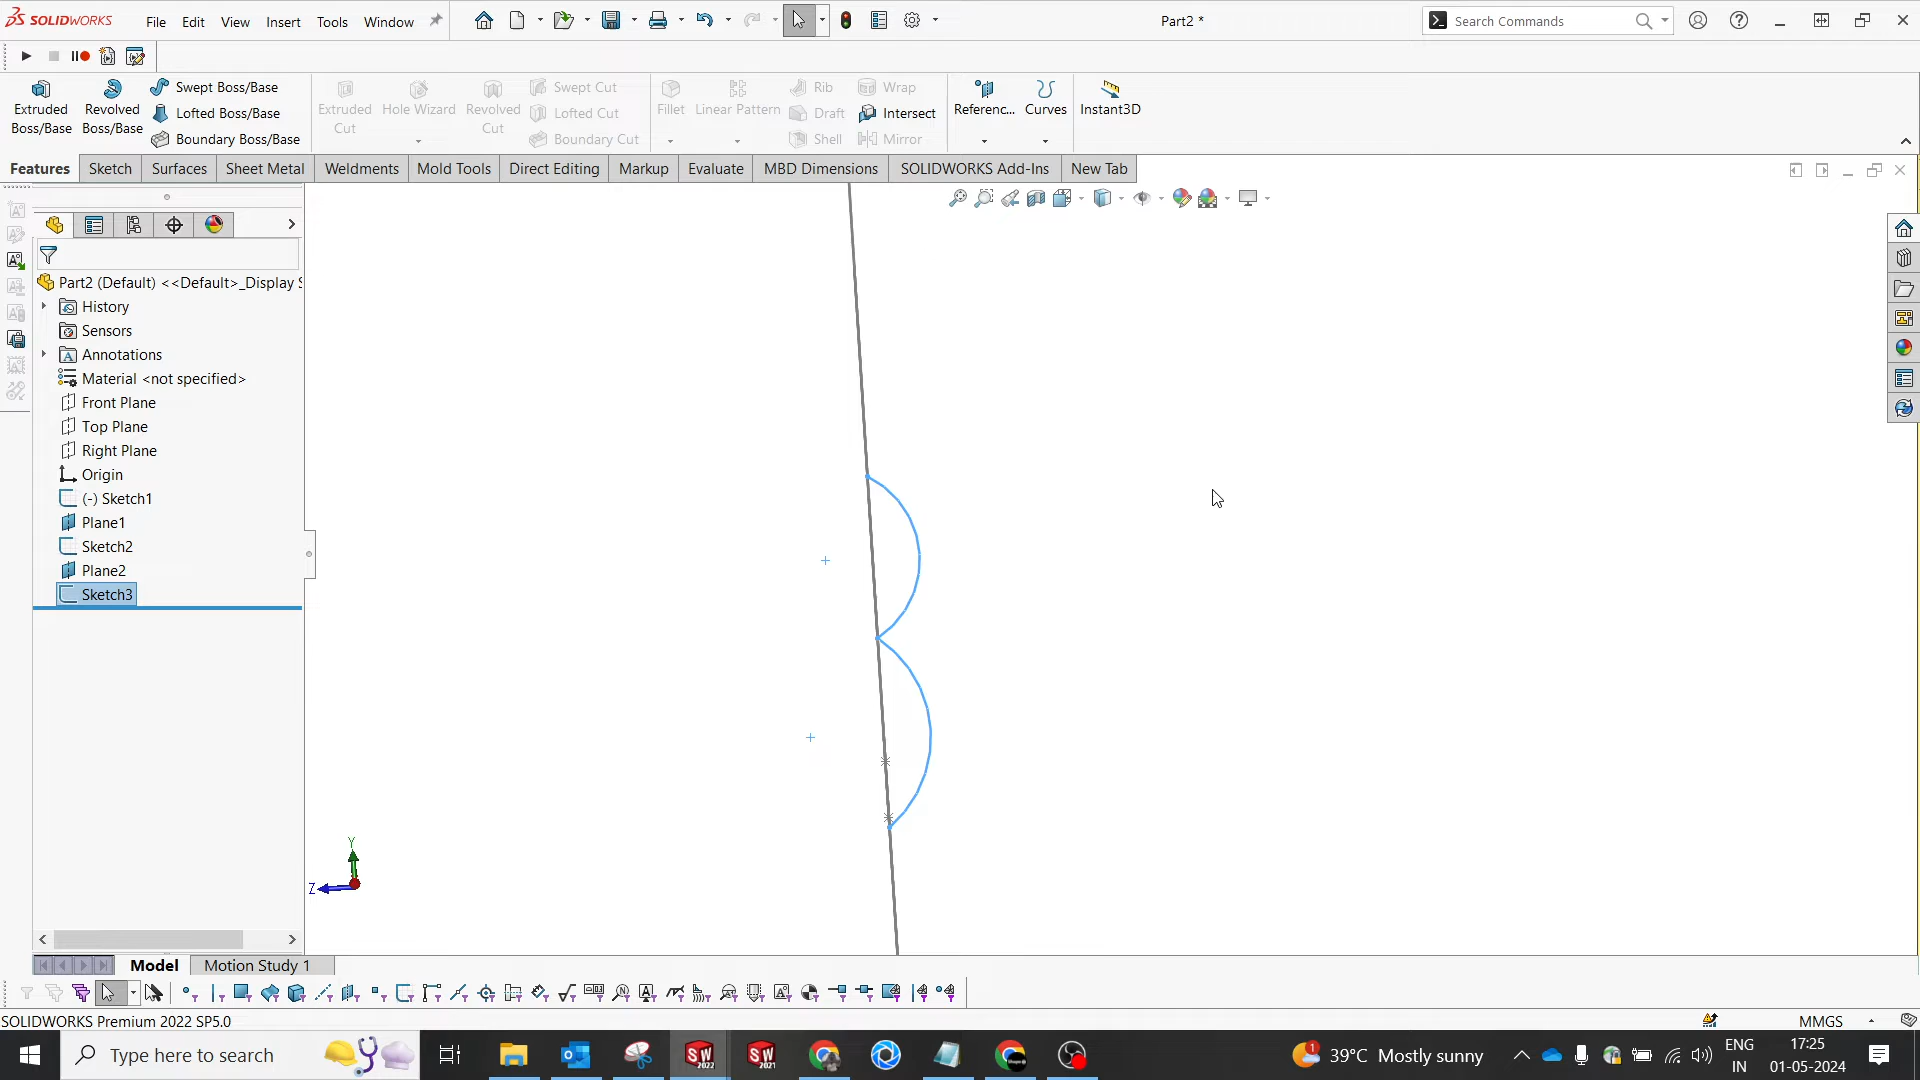 SOLIDWORKS File Edit View Insert Tools Window Part2 * Search Commands
Extruded Boss/Base
Revolved Boss/Base
Swept Boss/Base
Lofted Boss/Base
Boundary Boss/Base
Extruded Cut
Hole Wizard
Revolved Cut
Swept Cut
Lofted Cut
Boundary Cut
Fillet
Linear Pattern
Rib
Draft
Shell
Wrap
Intersect
Mirror
Referenc...
Curves
Instant3D
Features Sketch Surfaces Sheet Metal Weldments Mold Tools Direct Editing Markup Evaluate MBD Dimensions SOLIDWORKS Add-Ins New Tab
Part2 (Default) <<Default>_Display S
History
Sensors
Annotations
Material <not specified>
Front Plane
Top Plane
Right Plane
Origin
(-) Sketch1
Plane1
Sketch2
Plane2
Sketch3
Y
Z
Model Motion Study 1
SOLIDWORKS Premium 2022 SP5.0 MMGS
Type here to search
SW 2022
SW 2021
1
39°C Mostly sunny
ENG
IN
17:25
01-05-2024